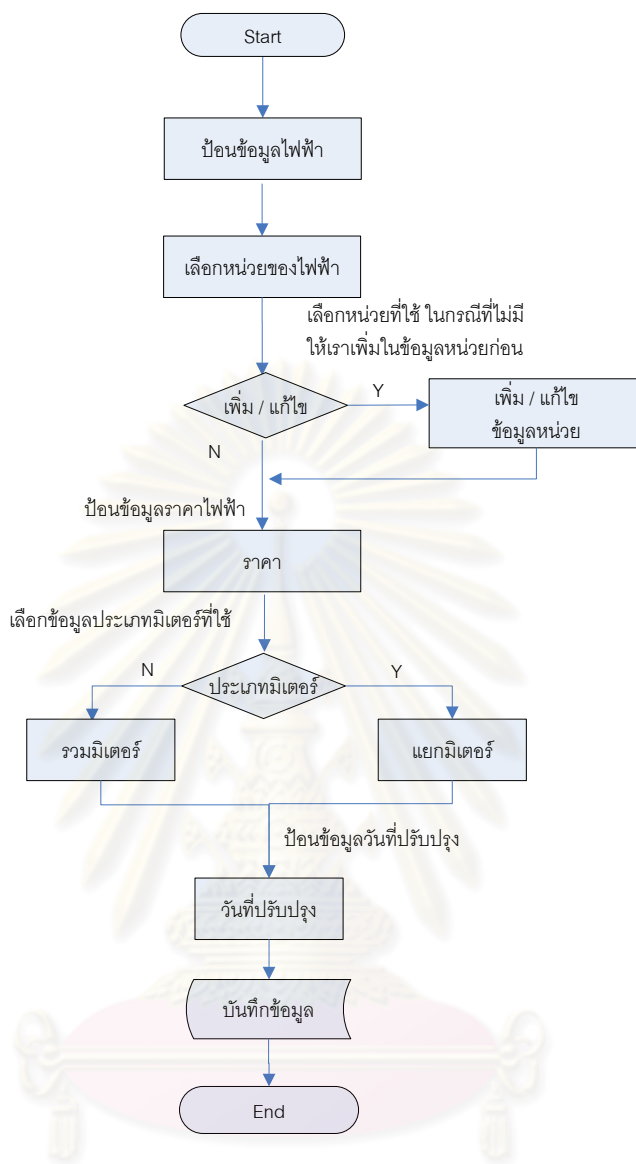 Start
ป้อนข้อมูลไฟฟ้า
เลือกหน่วยของไฟฟ้า
เลือกหน่วยที่ใช้ ในกรณีที่ไม่มี
ให้เราเพิ่มในข้อมูลหน่วยก่อน
เพิ่ม / แก้ไข
Y
เพิ่ม / แก้ไข
ข้อมูลหน่วย
N
ป้อนข้อมูลราคาไฟฟ้า
ราคา
เลือกข้อมูลประเภทมิเตอร์ที่ใช้
N
ประเภทมิเตอร์
Y
รวมมิเตอร์
แยกมิเตอร์
ป้อนข้อมูลวันที่ปรับปรุง
วันที่ปรับปรุง
บันทึกข้อมูล
End